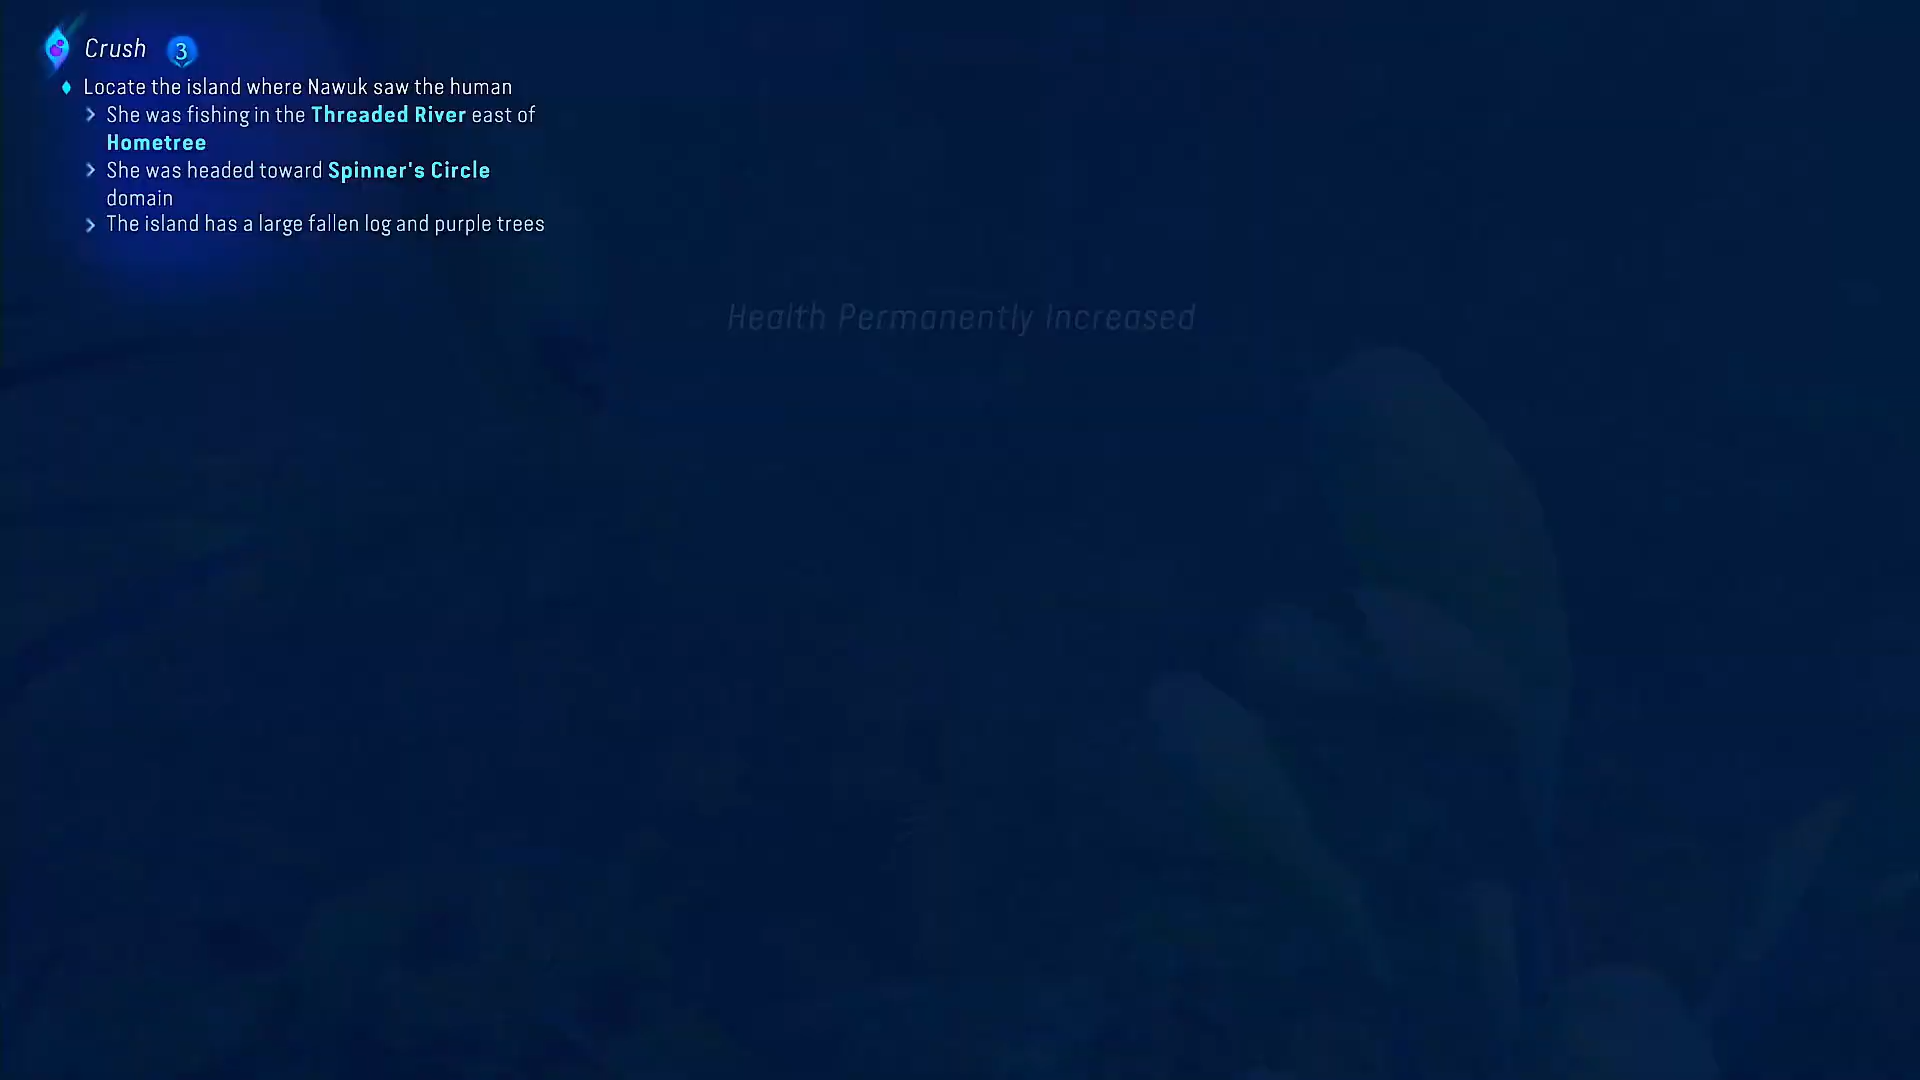 Crush 3
Locate the island where Nawuk saw the human
She was fishing in the Threaded River east of
Hometree
She was headed toward Spinner's Circle
domain
The island has a large fallen log and purple trees
Health Permanently Increased